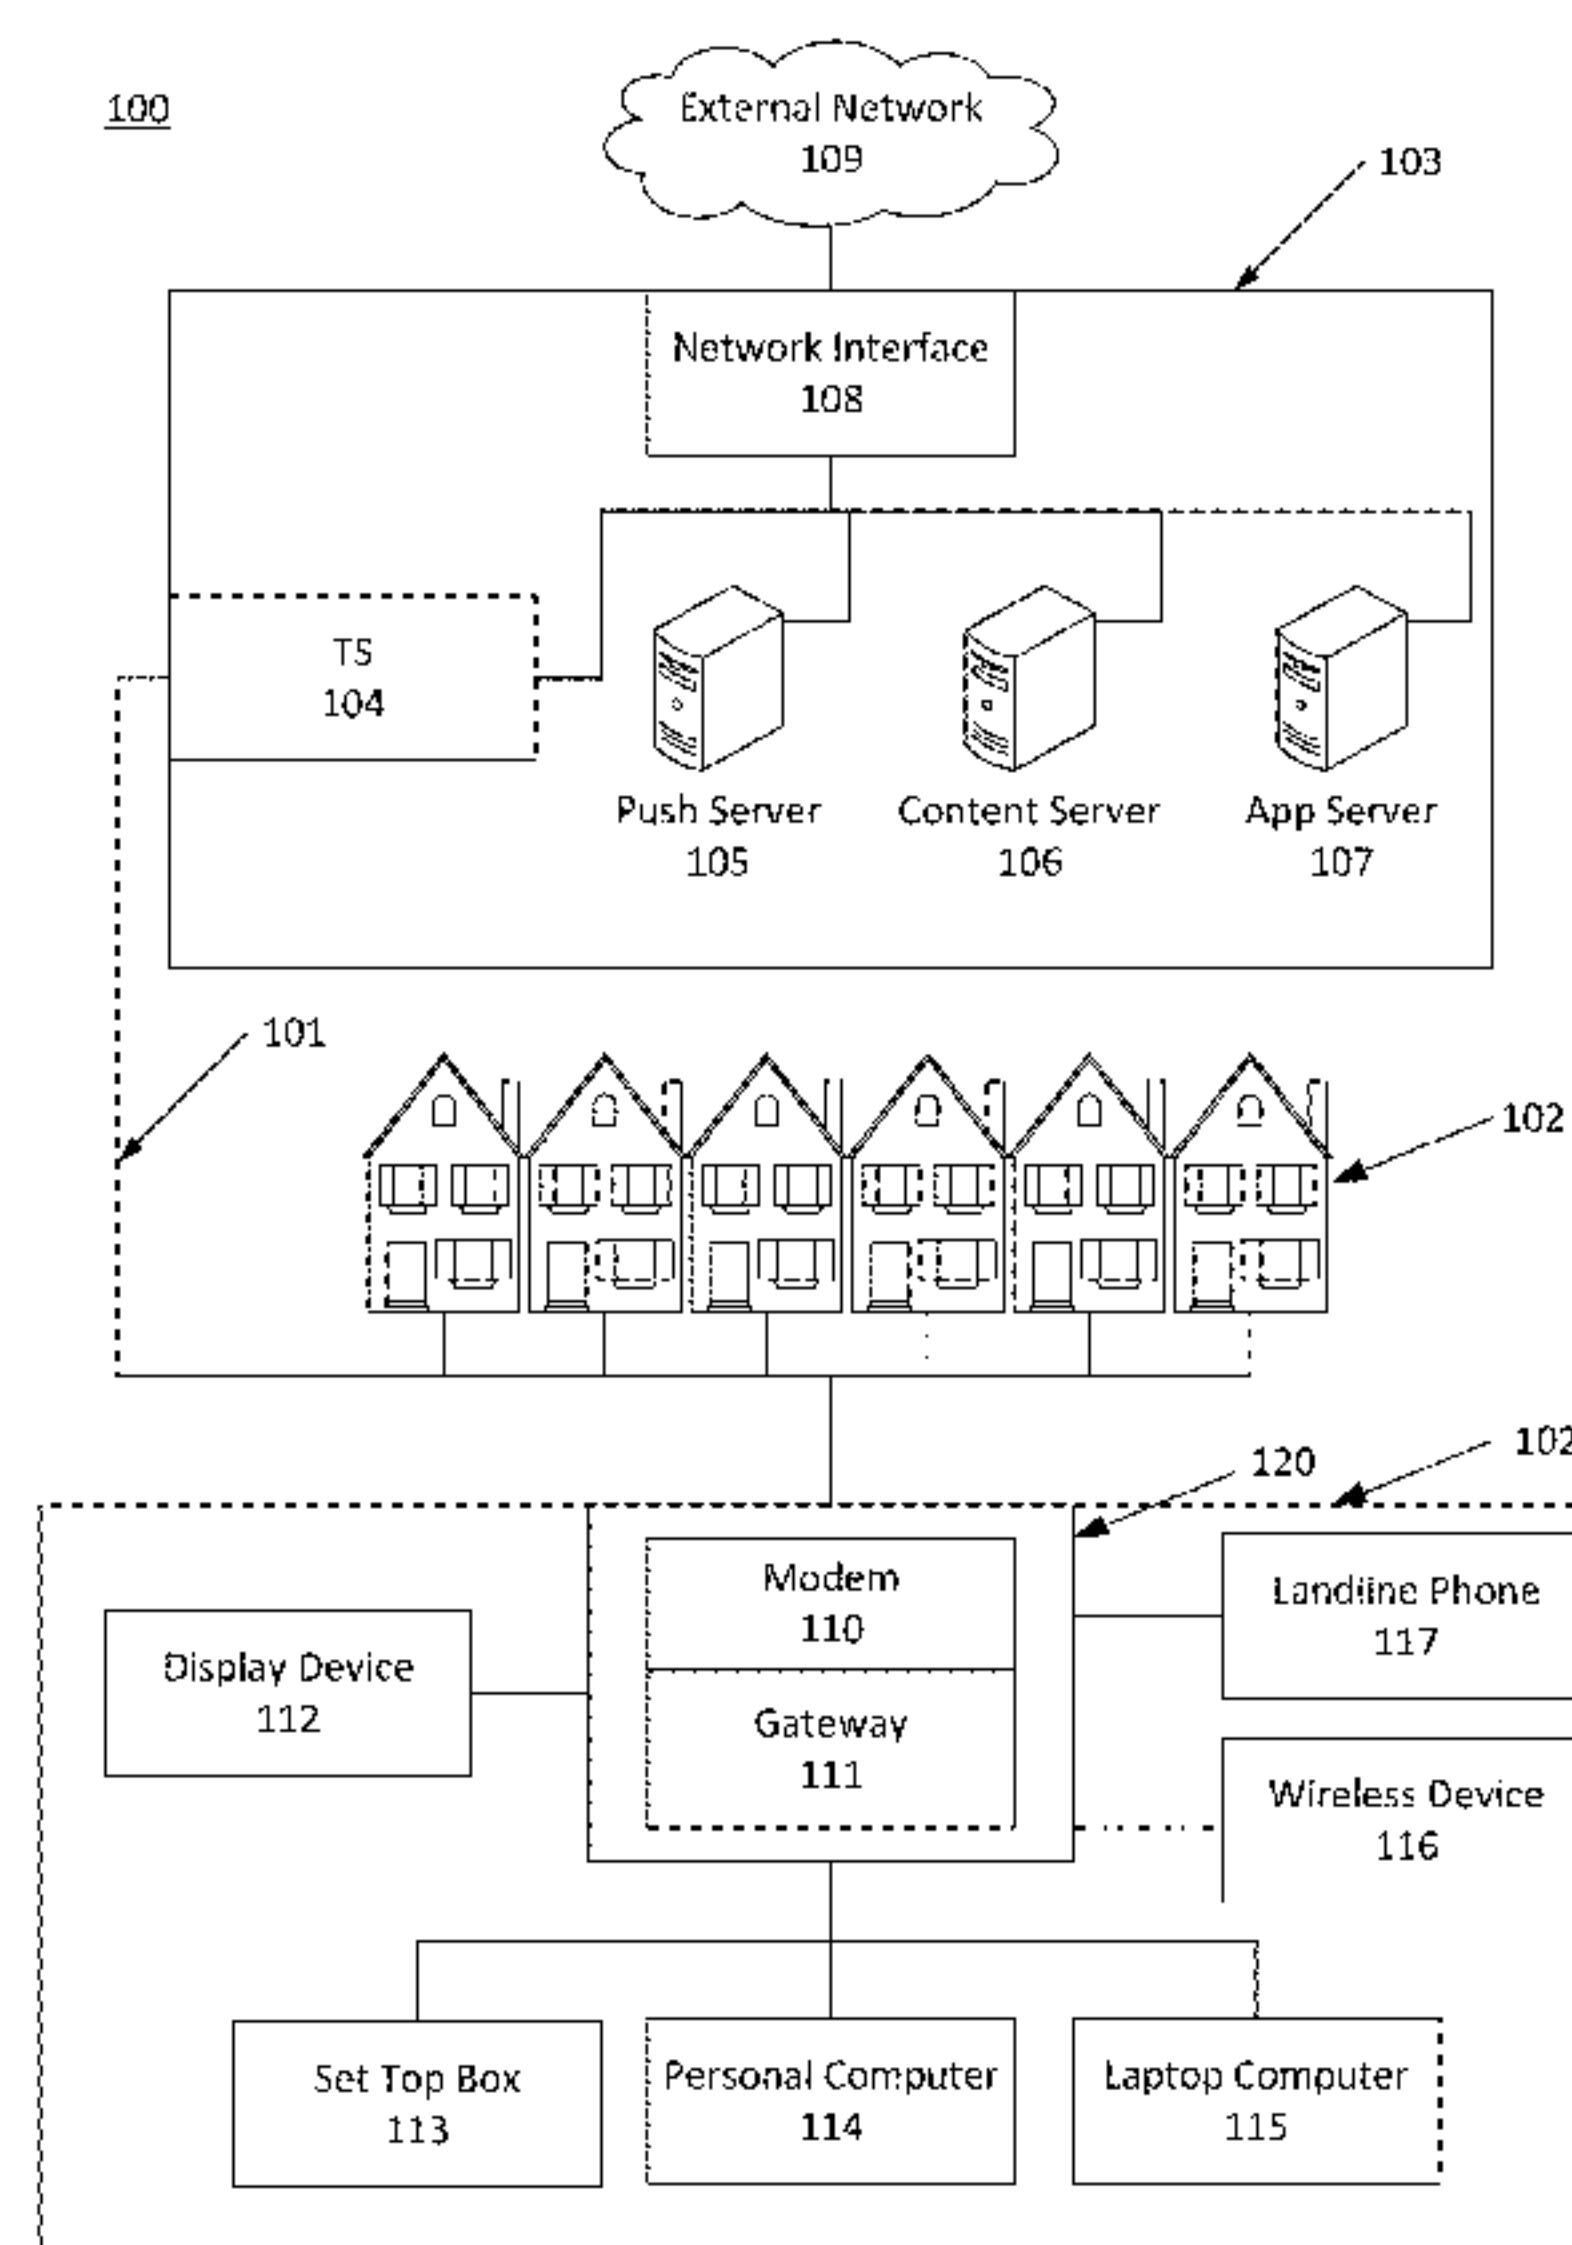 100
External Network
109
103
Network Interface
108
TS
104
Push Server
105
Content Server
106
App Server
107
101
102
102
120
Modem
110
Landline Phone
117
Display Device
112
Gateway
111
Wireless Device
116
Set Top Box
113
Personal Computer
114
Laptop Computer
115